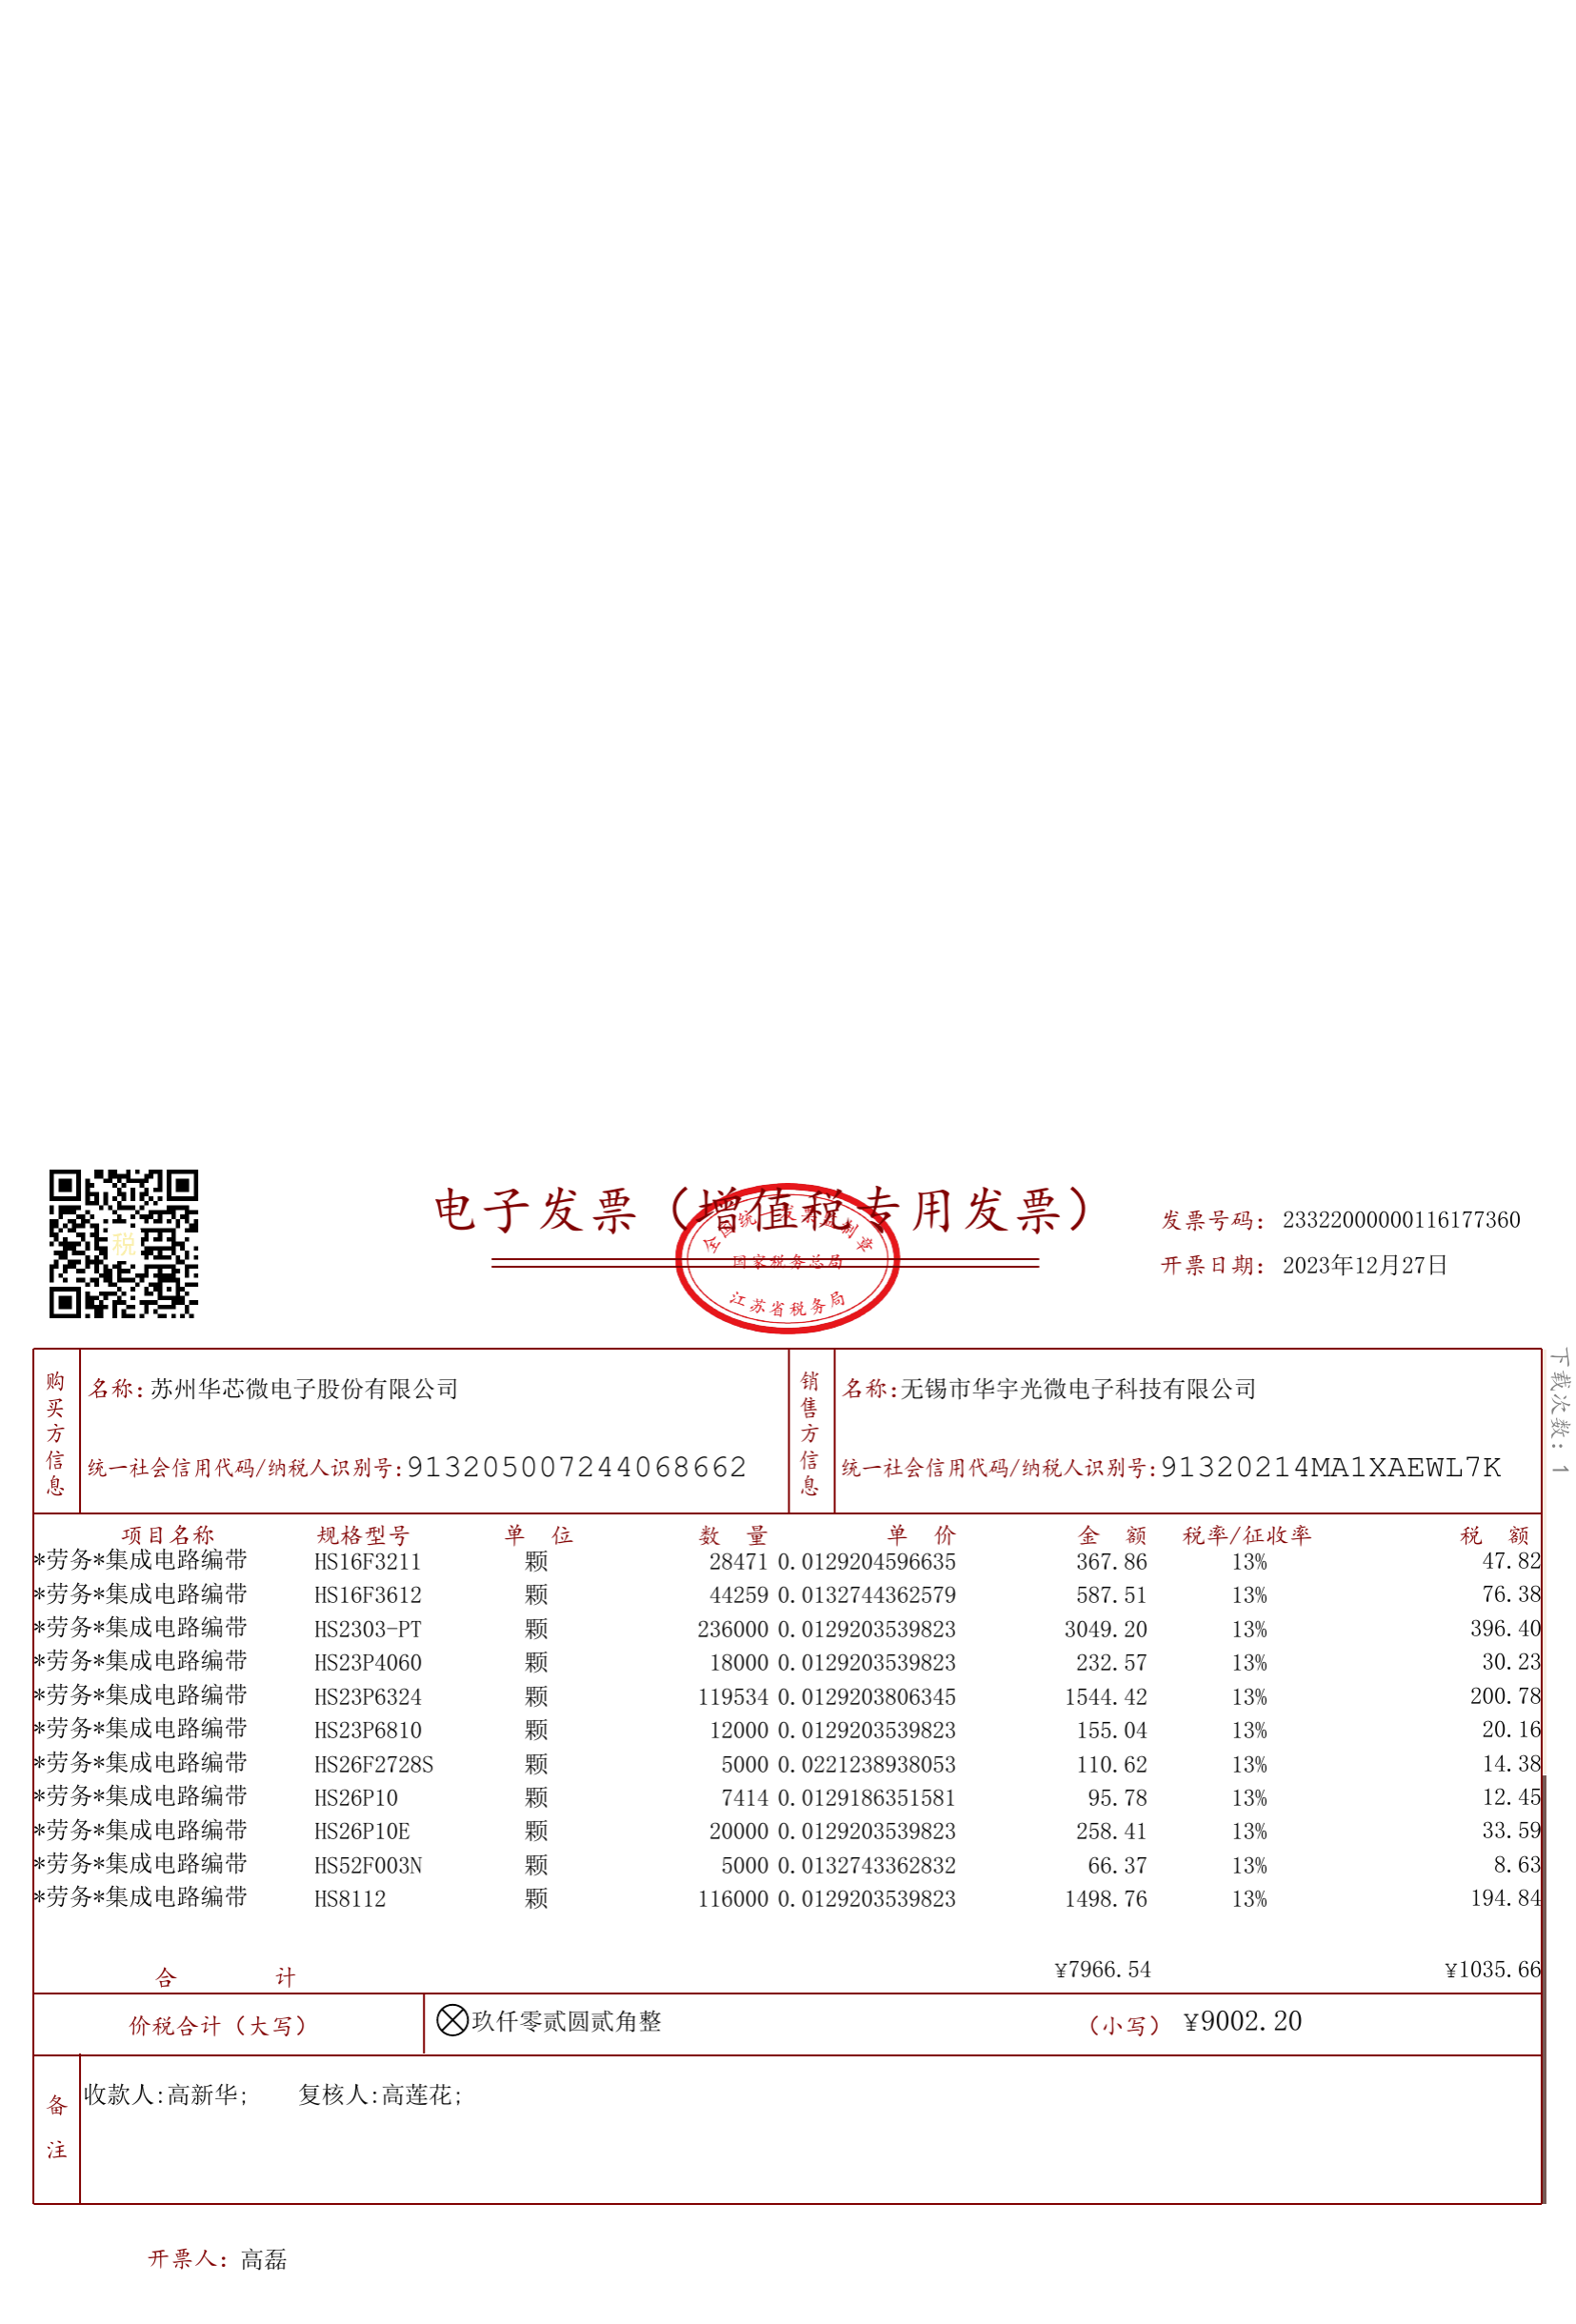 电子发票（增值税专用发票）
全国统一发票监制章
国家税务总局
江苏省税务局
税
发票号码：23322000000116177360
开票日期：2023年12月27日
下载次数：1
购买方信息
名称：苏州华芯微电子股份有限公司
统一社会信用代码/纳税人识别号：913205007244068662
销售方信息
名称：无锡市华宇光微电子科技有限公司
统一社会信用代码/纳税人识别号：91320214MA1XAEWL7K
项目名称 规格型号 单位 数量 单价 金额 税率/征收率 税额
*劳务*集成电路编带 HS16F3211 颗 28471 0.0129204596635 367.86 13% 47.82
*劳务*集成电路编带 HS16F3612 颗 44259 0.0132744362579 587.51 13% 76.38
*劳务*集成电路编带 HS2303-PT 颗 236000 0.0129203539823 3049.20 13% 396.40
*劳务*集成电路编带 HS23P4060 颗 18000 0.0129203539823 232.57 13% 30.23
*劳务*集成电路编带 HS23P6324 颗 119534 0.0129203806345 1544.42 13% 200.78
*劳务*集成电路编带 HS23P6810 颗 12000 0.0129203539823 155.04 13% 20.16
*劳务*集成电路编带 HS26F2728S 颗 5000 0.0221238938053 110.62 13% 14.38
*劳务*集成电路编带 HS26P10 颗 7414 0.0129186351581 95.78 13% 12.45
*劳务*集成电路编带 HS26P10E 颗 20000 0.0129203539823 258.41 13% 33.59
*劳务*集成电路编带 HS52F003N 颗 5000 0.0132743362832 66.37 13% 8.63
*劳务*集成电路编带 HS8112 颗 116000 0.0129203539823 1498.76 13% 194.84
合计 ¥7966.54 ¥1035.66
价税合计（大写） ⊗玖仟零贰圆贰角整 （小写）¥9002.20
备注
收款人:高新华; 复核人:高莲花;
开票人：高磊